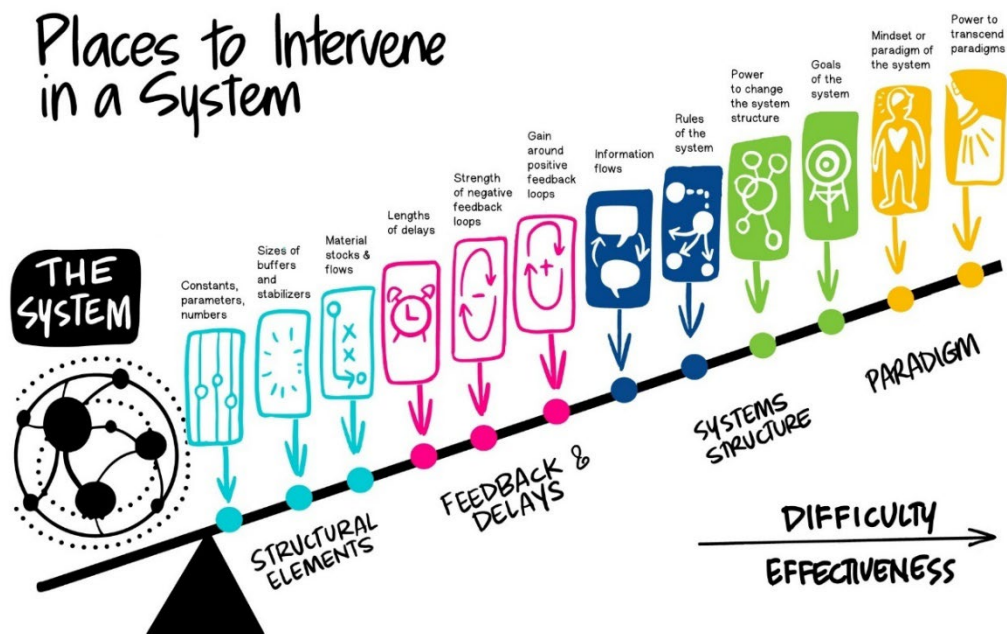 Places to Intervene
in a System
THE
SYSTEM
Constants,
parameters,
numbers
Sizes of
buffers
and
stabilizers
Material
stocks &
flows
Lengths
of delays
Strength
of negative
feedback
loops
Gain
around
positive
feedback
loops
Information
flows
Rules
of the
system
Power
to change
the system
structure
Goals
of the
system
Mindset or
paradigm of
the system
Power to
transcend
paradigms
STRUCTURAL
ELEMENTS
FEEDBACK &
DELAYS
SYSTEMS
STRUCTURE
PARADIGM
DIFFICULTY
EFFECTIVENESS